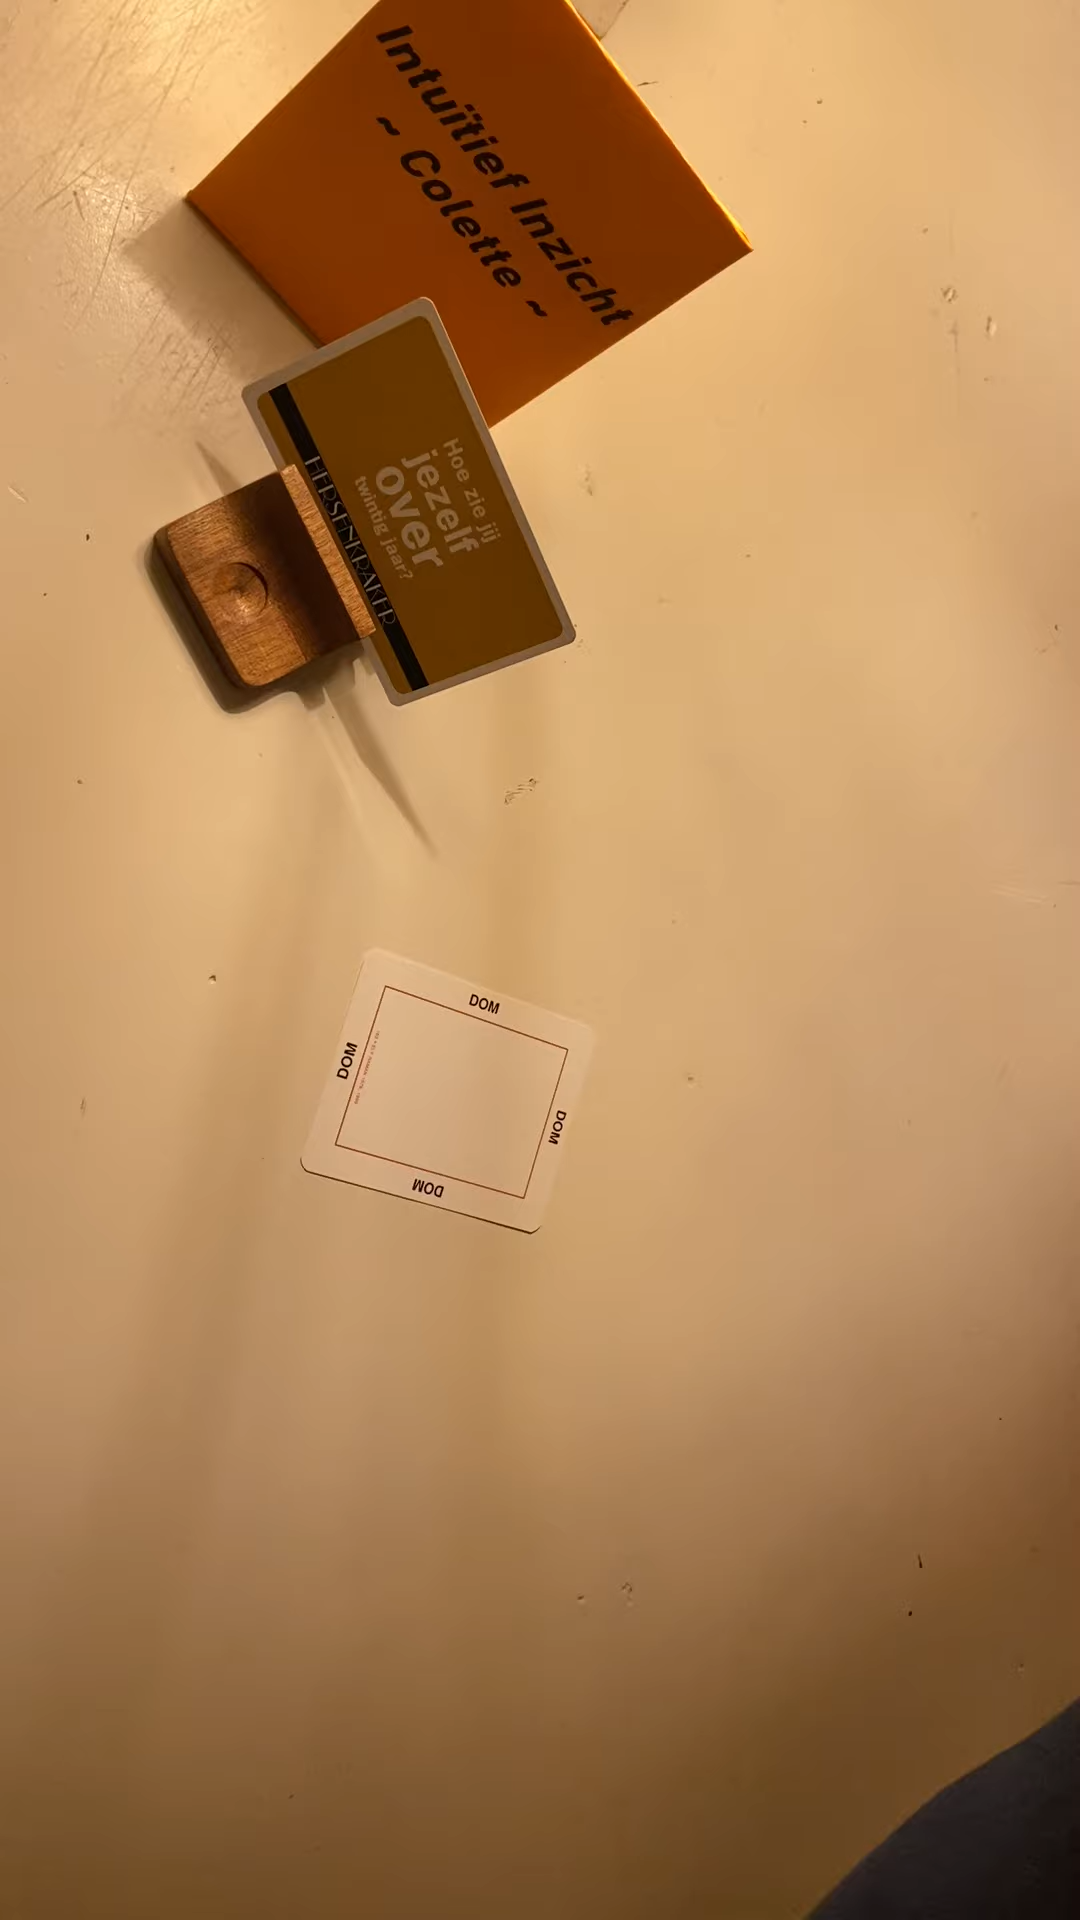 Intuïtief Inzicht
~ Colette ~
Hoe zie jij
jezelf
over
twintig jaar?
HERSENKRAKER
DOM
DOM
DOM
DOM